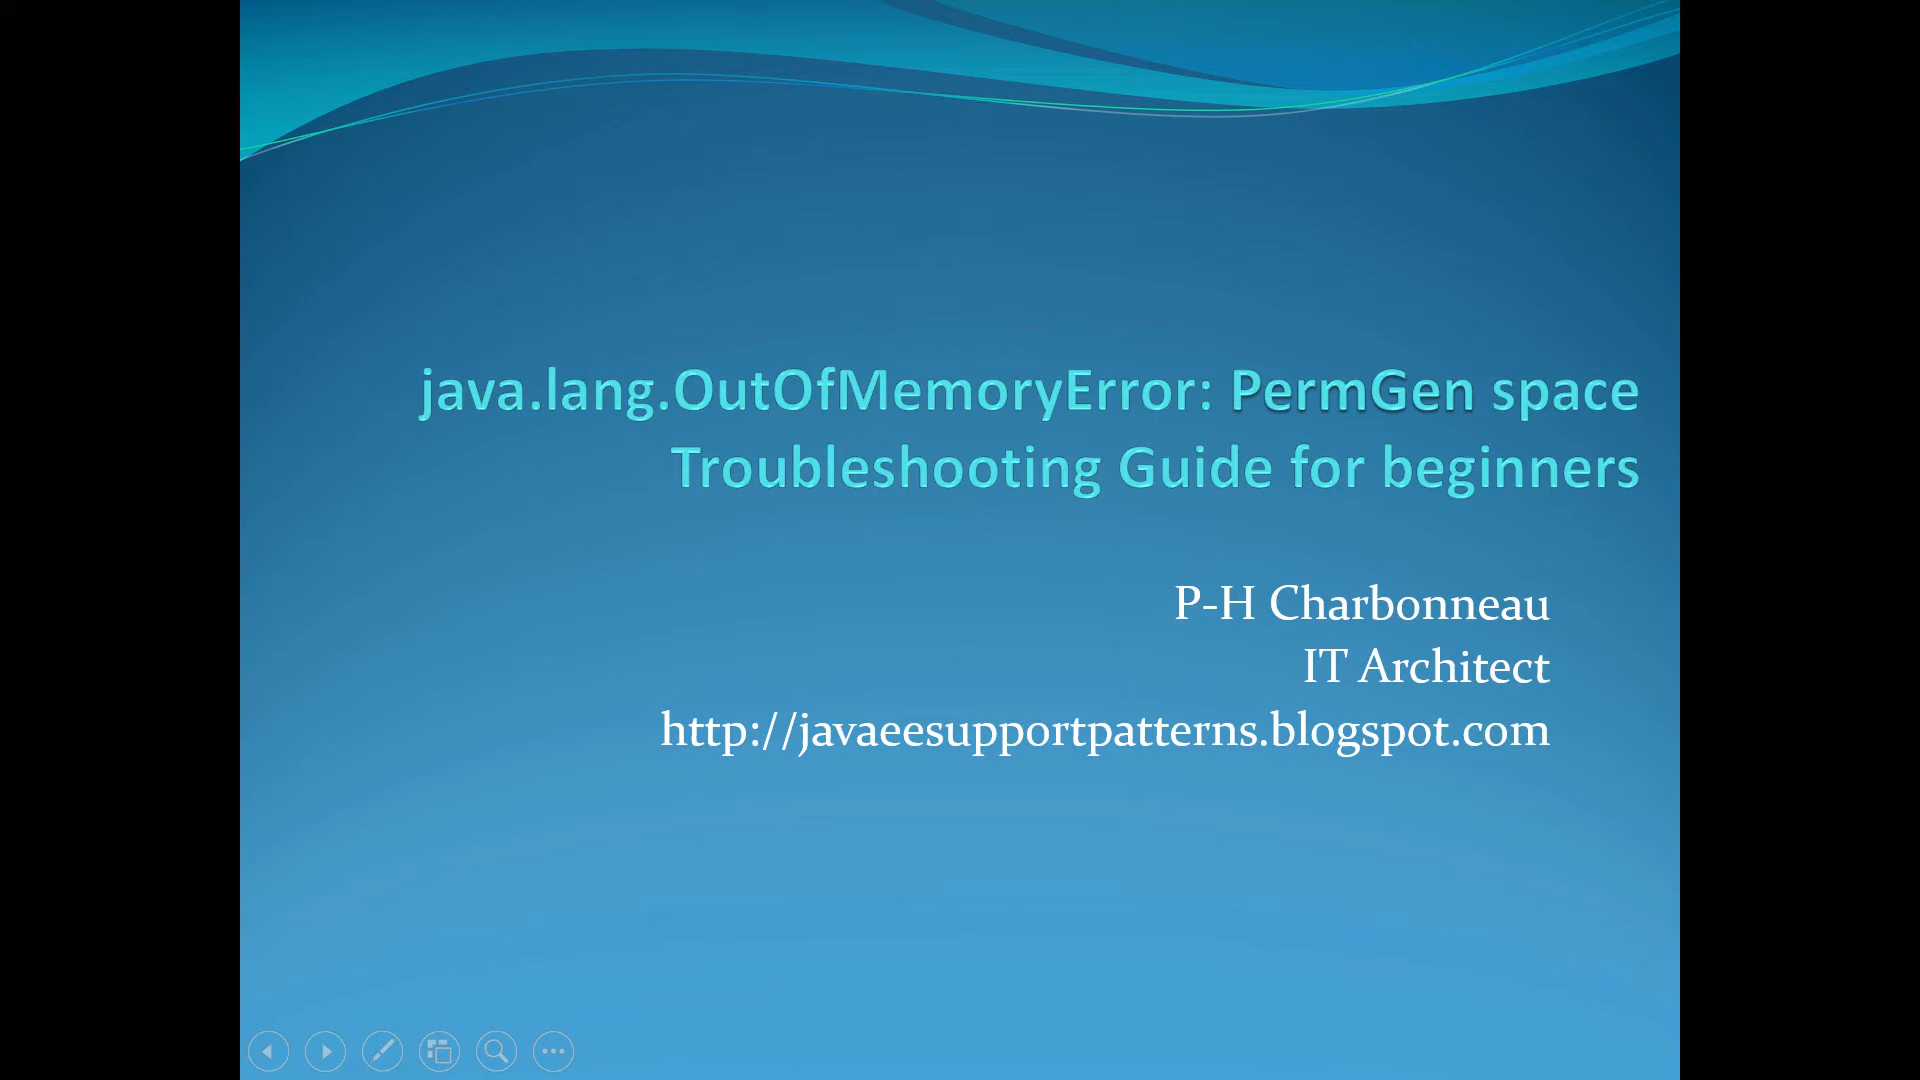 java.lang.OutOfMemoryError: PermGen space
Troubleshooting Guide for beginners
P-H Charbonneau
IT Architect
http://javaeesupportpatterns.blogspot.com